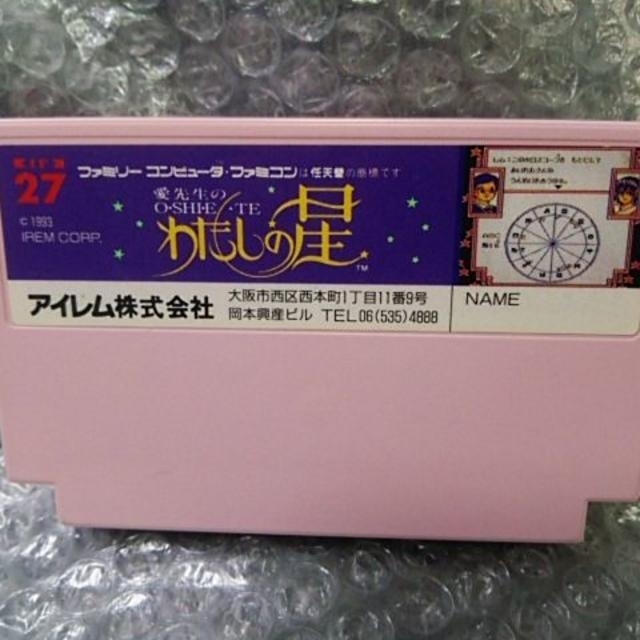 27
ファミリー コンピュータ・ファミコンは任天堂の商標です
愛先生の
O・SHI・E・TE
わたしの星
TM
© 1993
IREM CORP.
アイレム株式会社
大阪市西区西本町1丁目11番9号
岡本興産ビル TEL06(535)4888
NAME